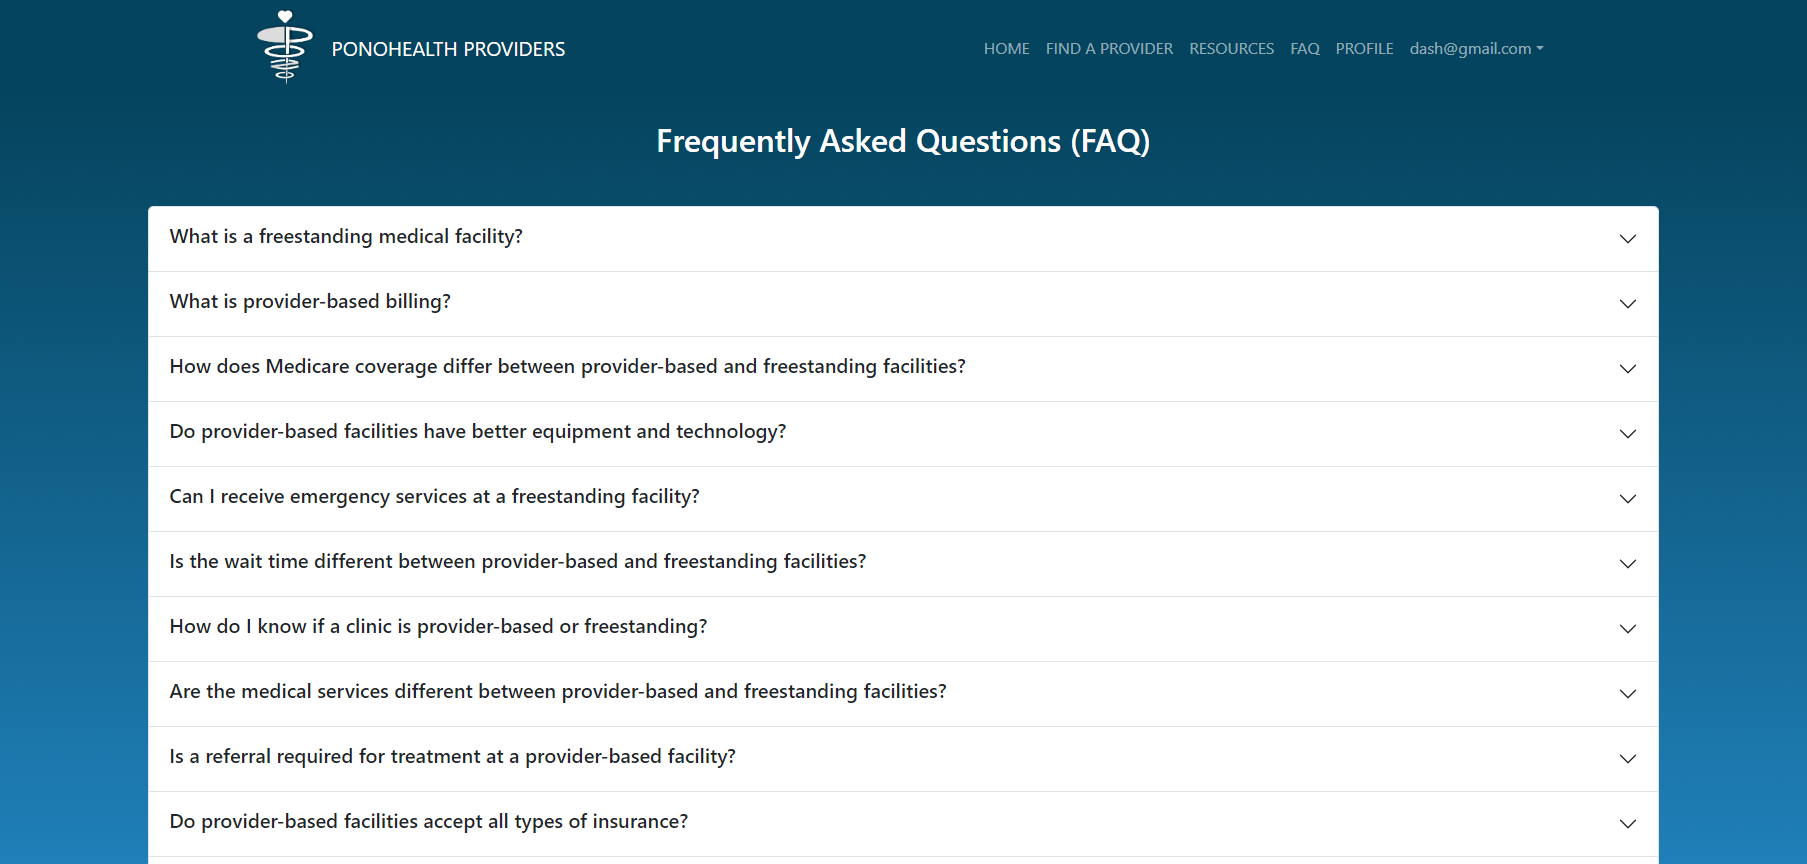 PONOHEALTH PROVIDERS
HOME FIND A PROVIDER RESOURCES FAQ PROFILE dash@gmail.com
Frequently Asked Questions (FAQ)
What is a freestanding medical facility?
What is provider-based billing?
How does Medicare coverage differ between provider-based and freestanding facilities?
Do provider-based facilities have better equipment and technology?
Can I receive emergency services at a freestanding facility?
Is the wait time different between provider-based and freestanding facilities?
How do I know if a clinic is provider-based or freestanding?
Are the medical services different between provider-based and freestanding facilities?
Is a referral required for treatment at a provider-based facility?
Do provider-based facilities accept all types of insurance?